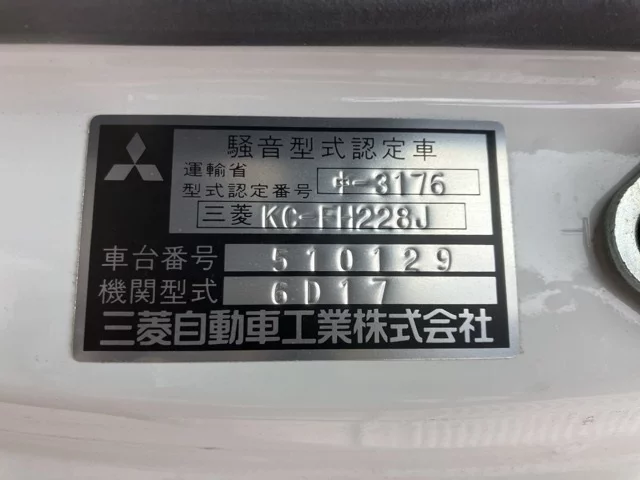 騒音型式認定車
運輸省
型式認定番号 中-3176
三菱 KC-FH228J
車台番号 510129
機関型式 6D17
三菱自動車工業株式会社